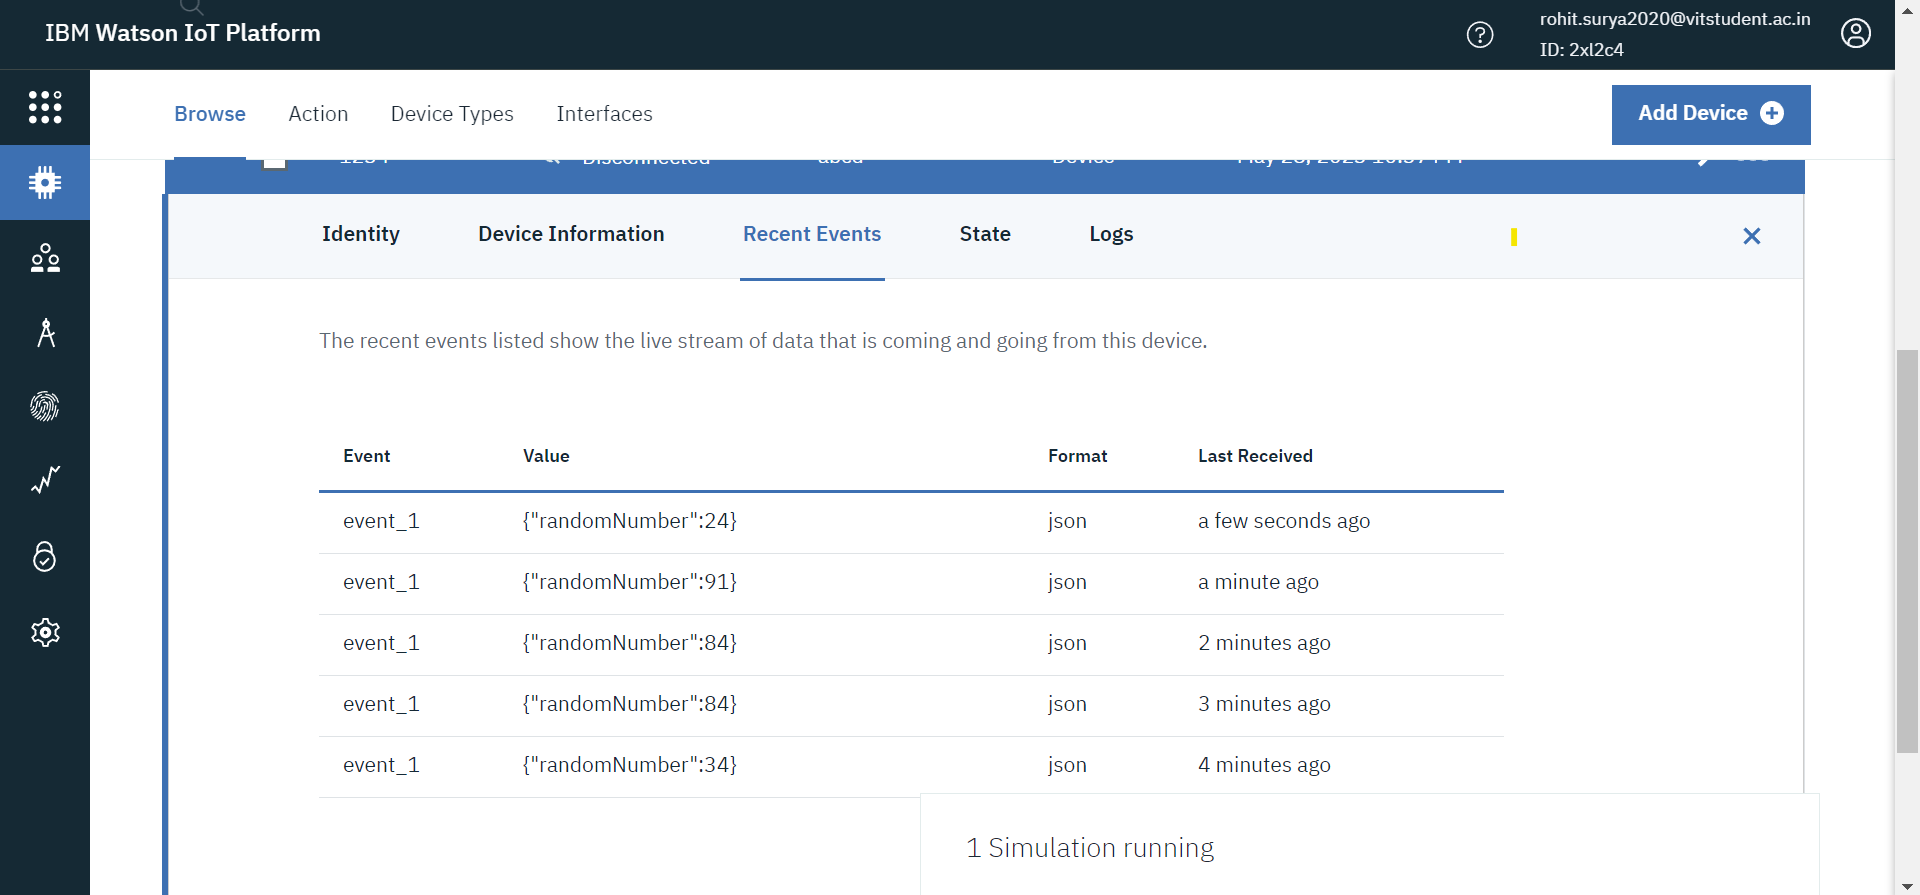 IBM Watson IoT Platform
rohit.surya2020@vitstudent.ac.in
ID: 2xl2c4
Browse Action Device Types Interfaces
Add Device
Disconnected abcd Device
Identity Device Information Recent Events State Logs
The recent events listed show the live stream of data that is coming and going from this device.
Event Value Format Last Received
event_1 {"randomNumber":24} json a few seconds ago
event_1 {"randomNumber":91} json a minute ago
event_1 {"randomNumber":84} json 2 minutes ago
event_1 {"randomNumber":84} json 3 minutes ago
event_1 {"randomNumber":34} json 4 minutes ago
1 Simulation running